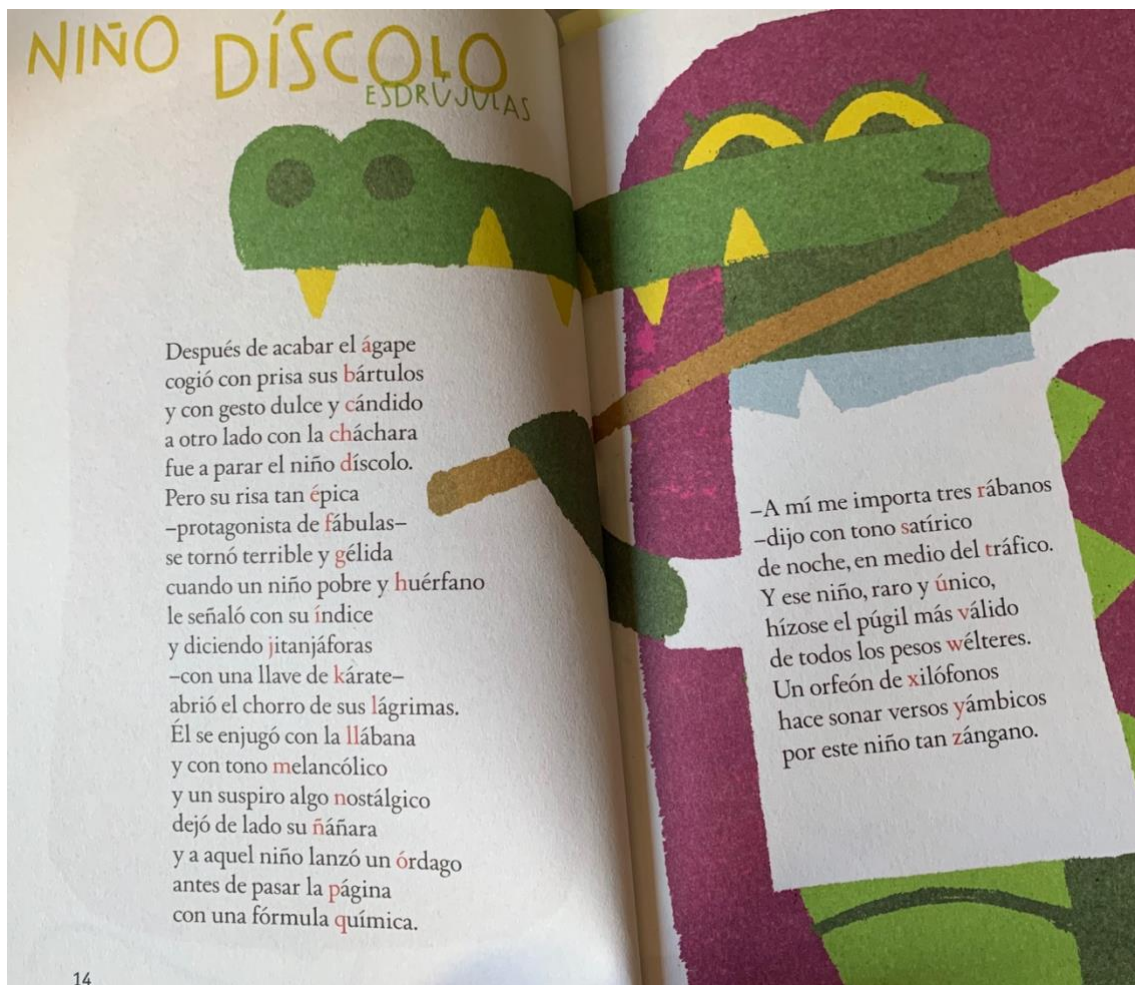 NIÑO DÍSCOLO
ESDRÚJULAS
Después de acabar el ágape
cogió con prisa sus bártulos
y con gesto dulce y cándido
a otro lado con la cháchara
fue a parar el niño díscolo.
Pero su risa tan épica
–protagonista de fábulas–
se tornó terrible y gélida
cuando un niño pobre y huérfano
le señaló con su índice
y diciendo jitanjáforas
–con una llave de kárate–
abrió el chorro de sus lágrimas.
Él se enjugó con la llábana
y con tono melancólico
y un suspiro algo nostálgico
dejó de lado su ñáñara
y a aquel niño lanzó un órdago
antes de pasar la página
con una fórmula química.
14
–A mí me importa tres rábanos
–dijo con tono satírico
de noche, en medio del tráfico.
Y ese niño, raro y único,
hízose el púgil más válido
de todos los pesos wélteres.
Un orfeón de xilófonos
hace sonar versos yámbicos
por este niño tan zángano.